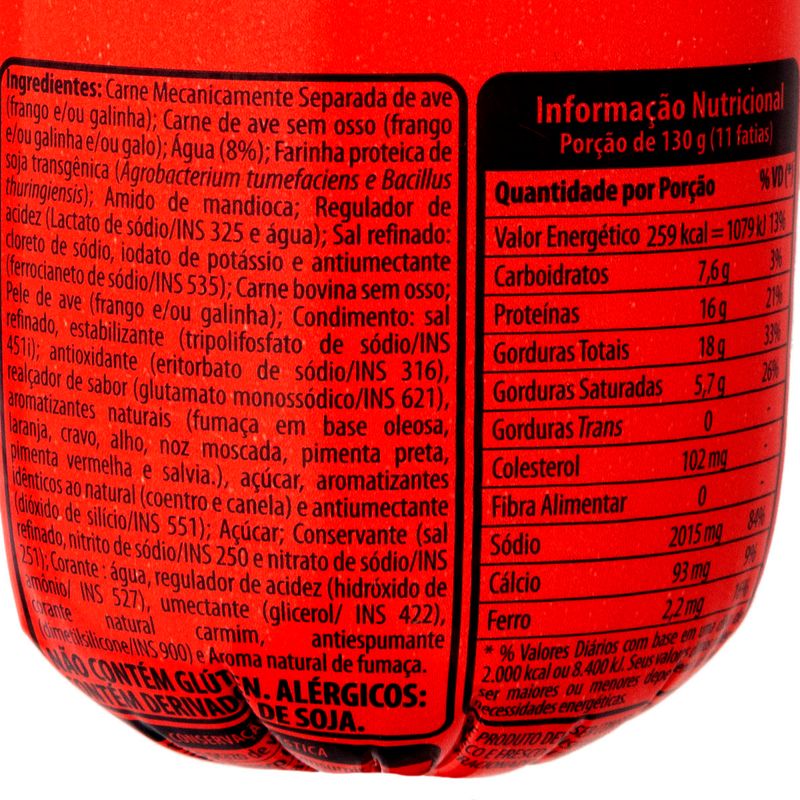 Ingredientes: Carne Mecanicamente Separada de ave
(frango e/ou galinha); Carne de ave sem osso (frango
e/ou galinha e/ou galo); Água (8%); Farinha proteica de
soja transgênica (Agrobacterium tumefaciens e Bacillus
thuringiensis); Amido de mandioca; Regulador de
acidez (Lactato de sódio/INS 325 e água); Sal refinado:
cloreto de sódio, iodato de potássio e antiumectante
(ferrocianeto de sódio/INS 535); Carne bovina sem osso;
Pele de ave (frango e/ou galinha); Condimento: sal
refinado, estabilizante (tripolifosfato de sódio/INS
451i); antioxidante (eritorbato de sódio/INS 316),
realçador de sabor (glutamato monossódico/INS 621),
aromatizantes naturais (fumaça em base oleosa,
laranja, cravo, alho, noz moscada, pimenta preta,
pimenta vermelha e salvia.), açúcar, aromatizantes
idênticos ao natural (coentro e canela) e antiumectante
(dióxido de silício/INS 551); Açúcar; Conservante (sal
refinado, nitrito de sódio/INS 250 e nitrato de sódio/INS
251); Corante : água, regulador de acidez (hidróxido de
amônio/ INS 527), umectante (glicerol/ INS 422),
corante natural carmim, antiespumante
(dimetilsilicone/INS 900) e Aroma natural de fumaça.
NÃO CONTÉM GLÚTEN. ALÉRGICOS:
CONTÉM DERIVADO DE SOJA.
Informação Nutricional
Porção de 130 g (11 fatias)
Quantidade por Porção % VD (*)
Valor Energético 259 kcal = 1079 kJ 13%
Carboidratos 7,6 g 3%
Proteínas 16 g 21%
Gorduras Totais 18 g 33%
Gorduras Saturadas 5,7 g 26%
Gorduras Trans 0 -
Colesterol 102 mg -
Fibra Alimentar 0 -
Sódio 2015 mg 84%
Cálcio 93 mg 9%
Ferro 2,2 mg
* % Valores Diários com base em uma
2.000 kcal ou 8.400 kJ. Seus valores
ser maiores ou menores
necessidades energéticas.
PRODUTO DE